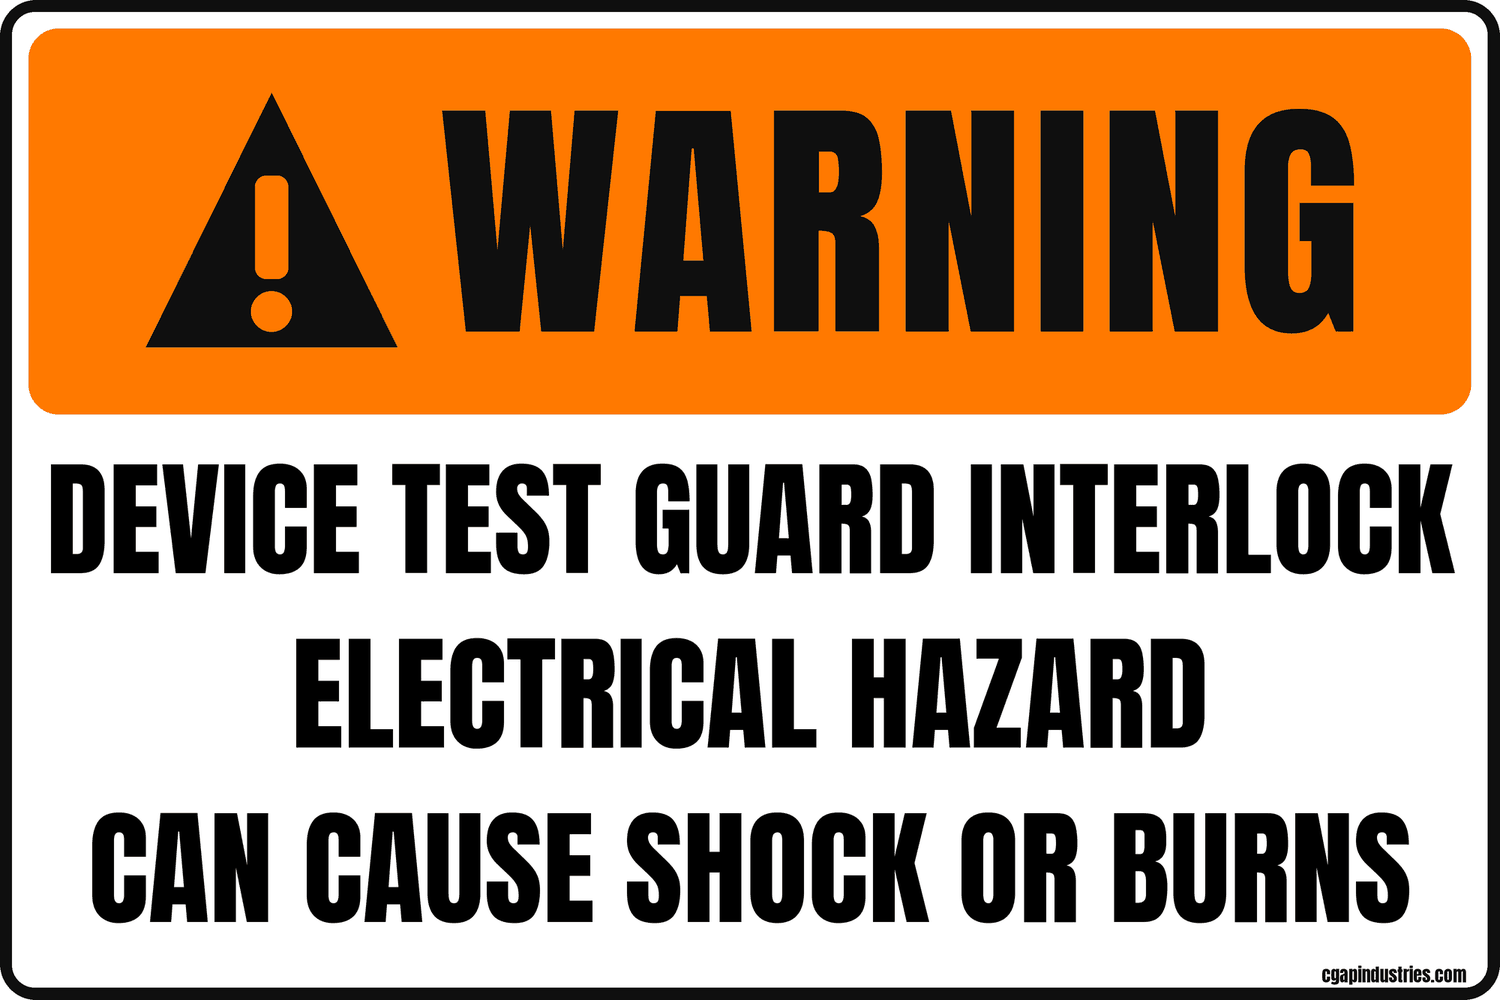 WARNING
DEVICE TEST GUARD INTERLOCK
ELECTRICAL HAZARD
CAN CAUSE SHOCK OR BURNS
cgapindustries.com